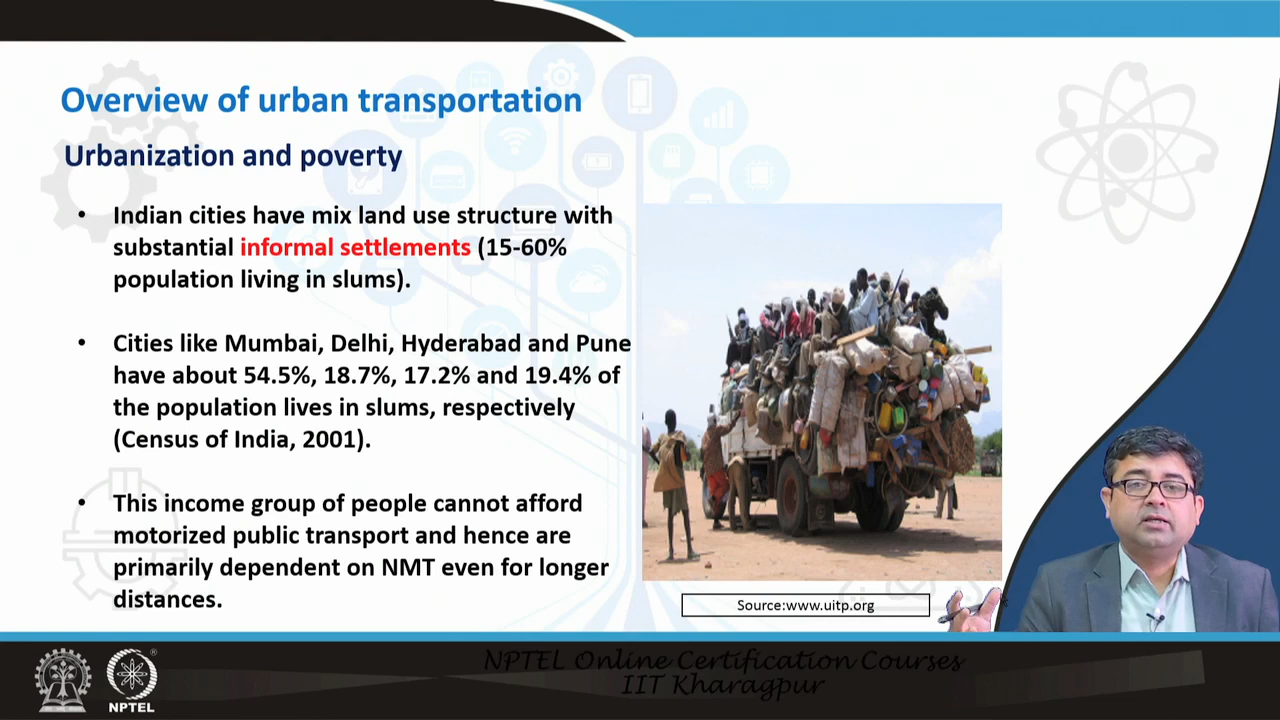 Overview of urban transportation
Urbanization and poverty
• Indian cities have mix land use structure with
substantial informal settlements (15-60%
population living in slums).
• Cities like Mumbai, Delhi, Hyderabad and Pune
have about 54.5%, 18.7%, 17.2% and 19.4% of
the population lives in slums, respectively
(Census of India, 2001).
• This income group of people cannot afford
motorized public transport and hence are
primarily dependent on NMT even for longer
distances.
Source:www.uitp.org
NPTEL Online Certification Courses
IIT Kharagpur
NPTEL